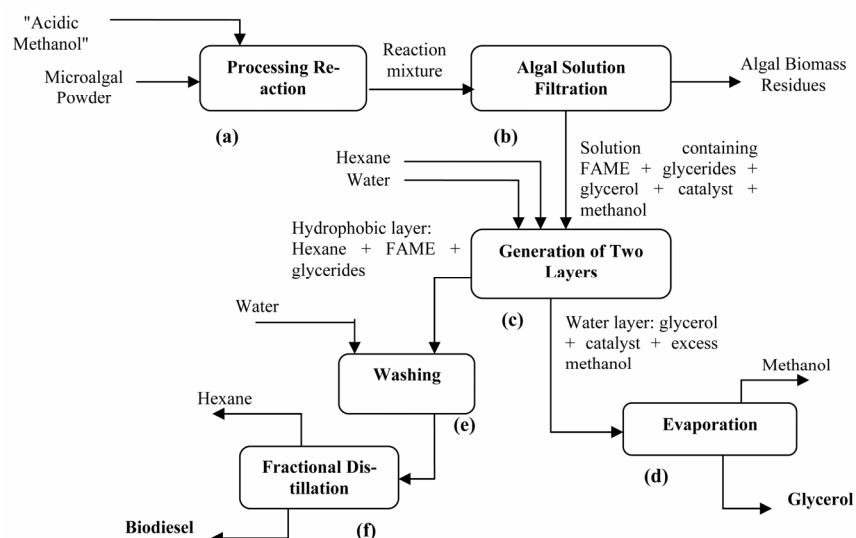 "Acidic
Methanol"
Microalgal
Powder
Processing Re-
action
(a)
Reaction
mixture
Algal Solution
Filtration
(b)
Algal Biomass
Residues
Solution containing
FAME + glycerides +
glycerol + catalyst +
methanol
Hexane
Water
Hydrophobic layer:
Hexane + FAME +
glycerides
Generation of Two
Layers
(c)
Water layer: glycerol
+ catalyst + excess
methanol
Water
Washing
(e)
Methanol
Evaporation
(d)
Glycerol
Hexane
Fractional Dis-
tillation
(f)
Biodiesel